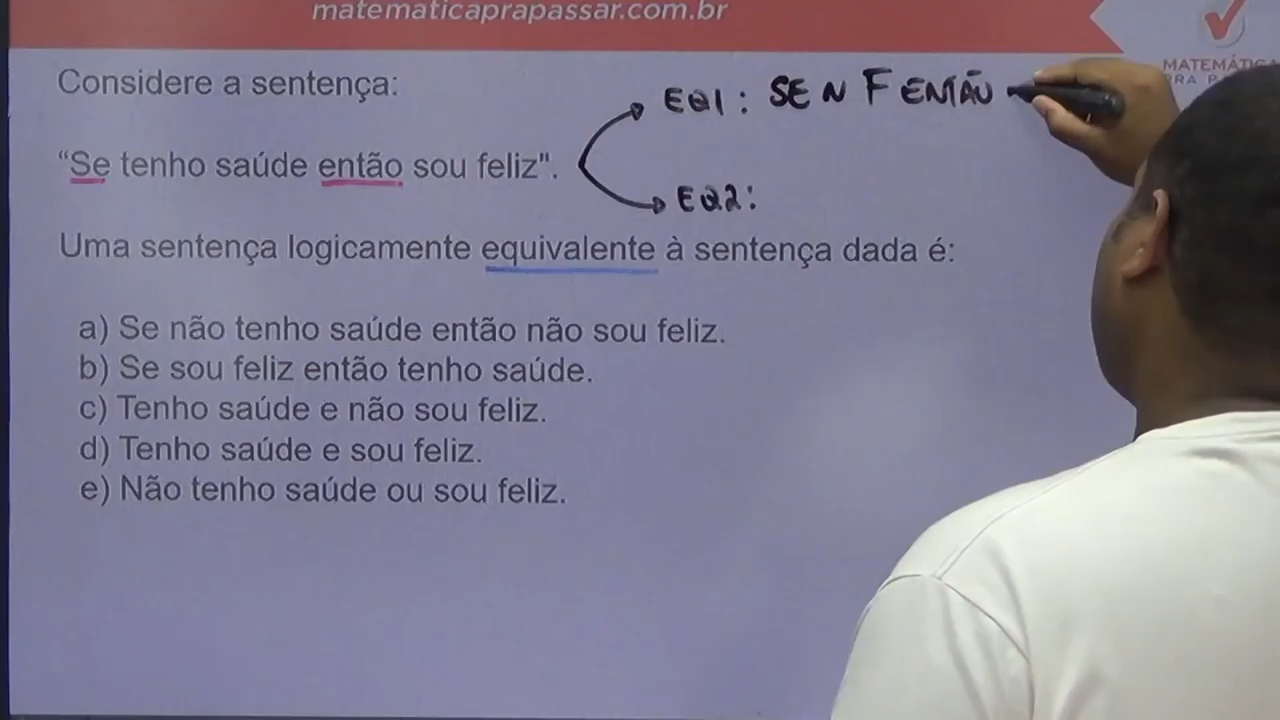 matematicaprapassar.com.br
MATEMÁTICA
Considere a sentença:
EQ1: SE N F ENTÃO
“Se tenho saúde então sou feliz".
EQ2:
Uma sentença logicamente equivalente à sentença dada é:
a) Se não tenho saúde então não sou feliz.
b) Se sou feliz então tenho saúde.
c) Tenho saúde e não sou feliz.
d) Tenho saúde e sou feliz.
e) Não tenho saúde ou sou feliz.